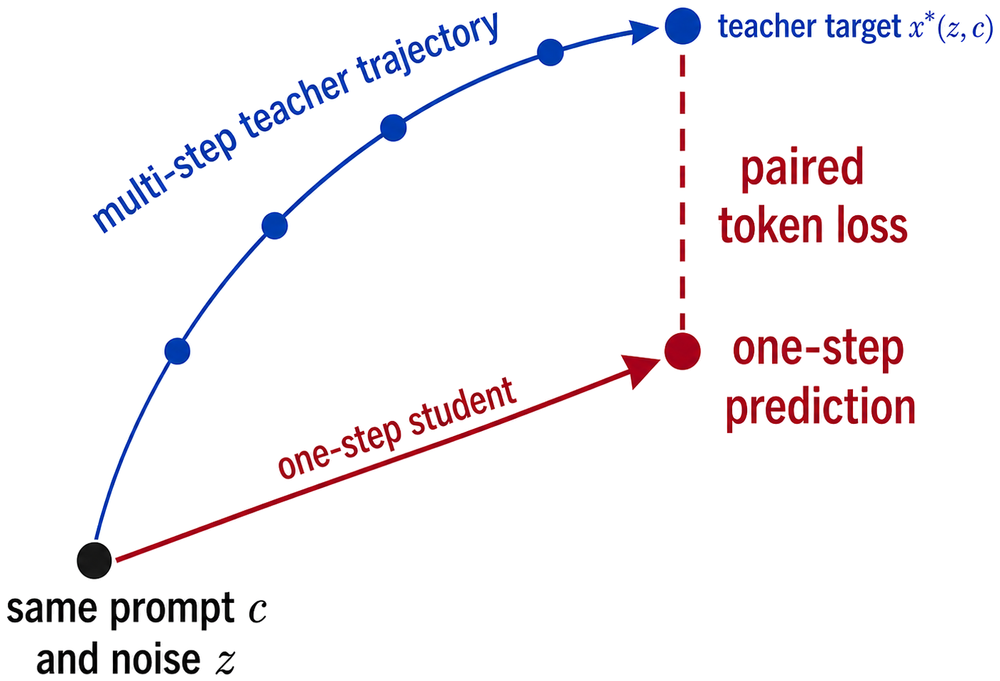 multi-step teacher trajectory
teacher target x*(z, c)
paired
token loss
one-step student
one-step
prediction
same prompt c
and noise z